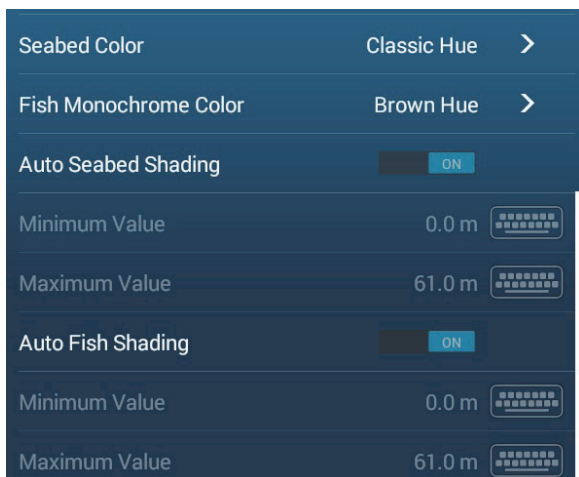 Seabed Color Classic Hue >
Fish Monochrome Color Brown Hue >
Auto Seabed Shading ON
Minimum Value 0.0 m
Maximum Value 61.0 m
Auto Fish Shading ON
Minimum Value 0.0 m
Maximum Value 61.0 m